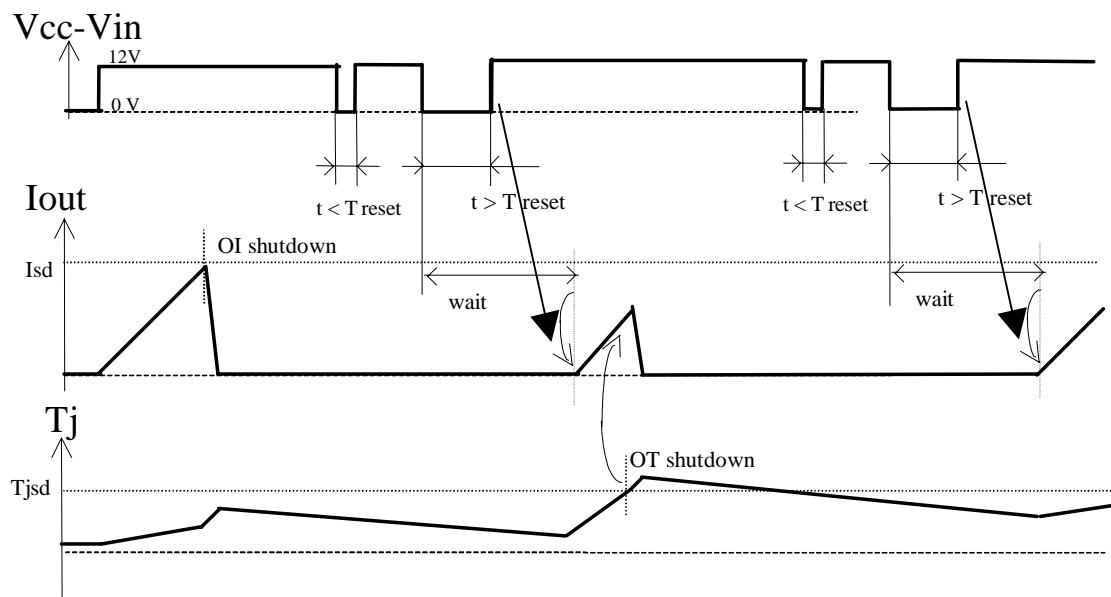 Vcc-Vin
12V
0 V
t < T reset
t > T reset
t < T reset
t > T reset
Iout
OI shutdown
Isd
wait
wait
Tj
OT shutdown
Tjsd